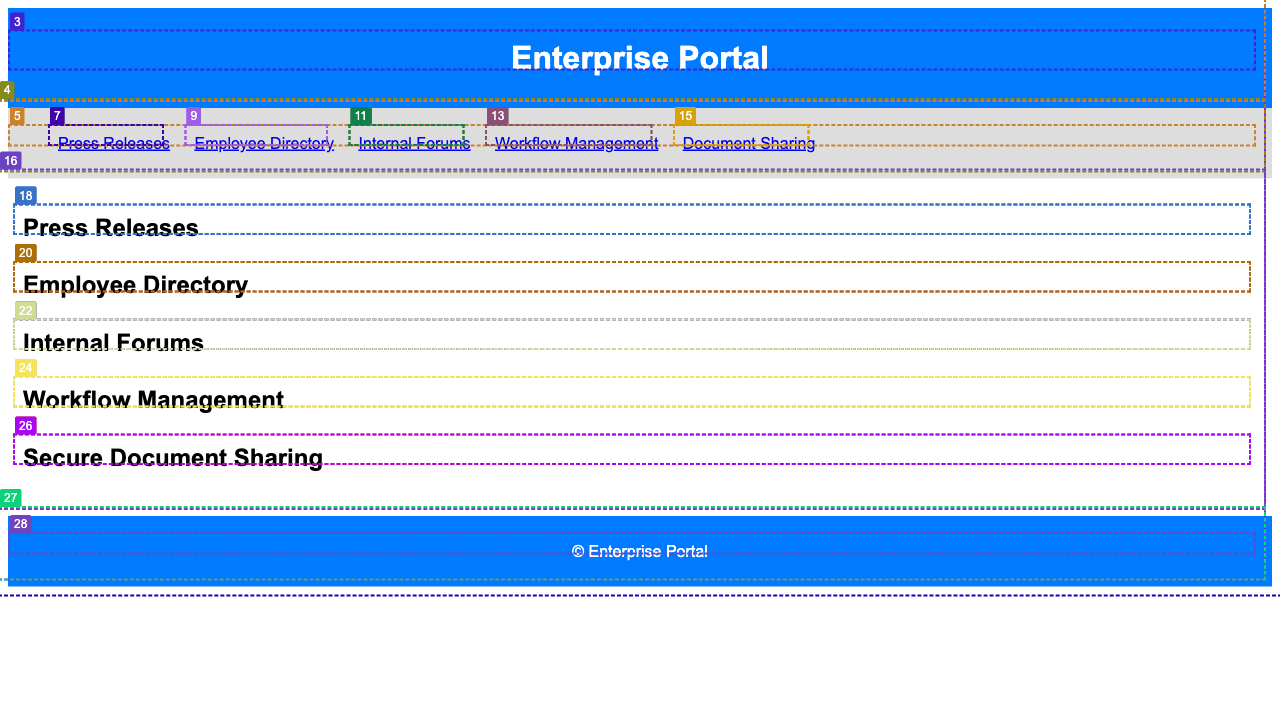 3
Enterprise Portal
4
5 7 9 11 13 15
Press Releases Employee Directory Internal Forums Workflow Management Document Sharing
16
18
Press Releases
20
Employee Directory
22
Internal Forums
24
Workflow Management
26
Secure Document Sharing
27
28
© Enterprise Portal